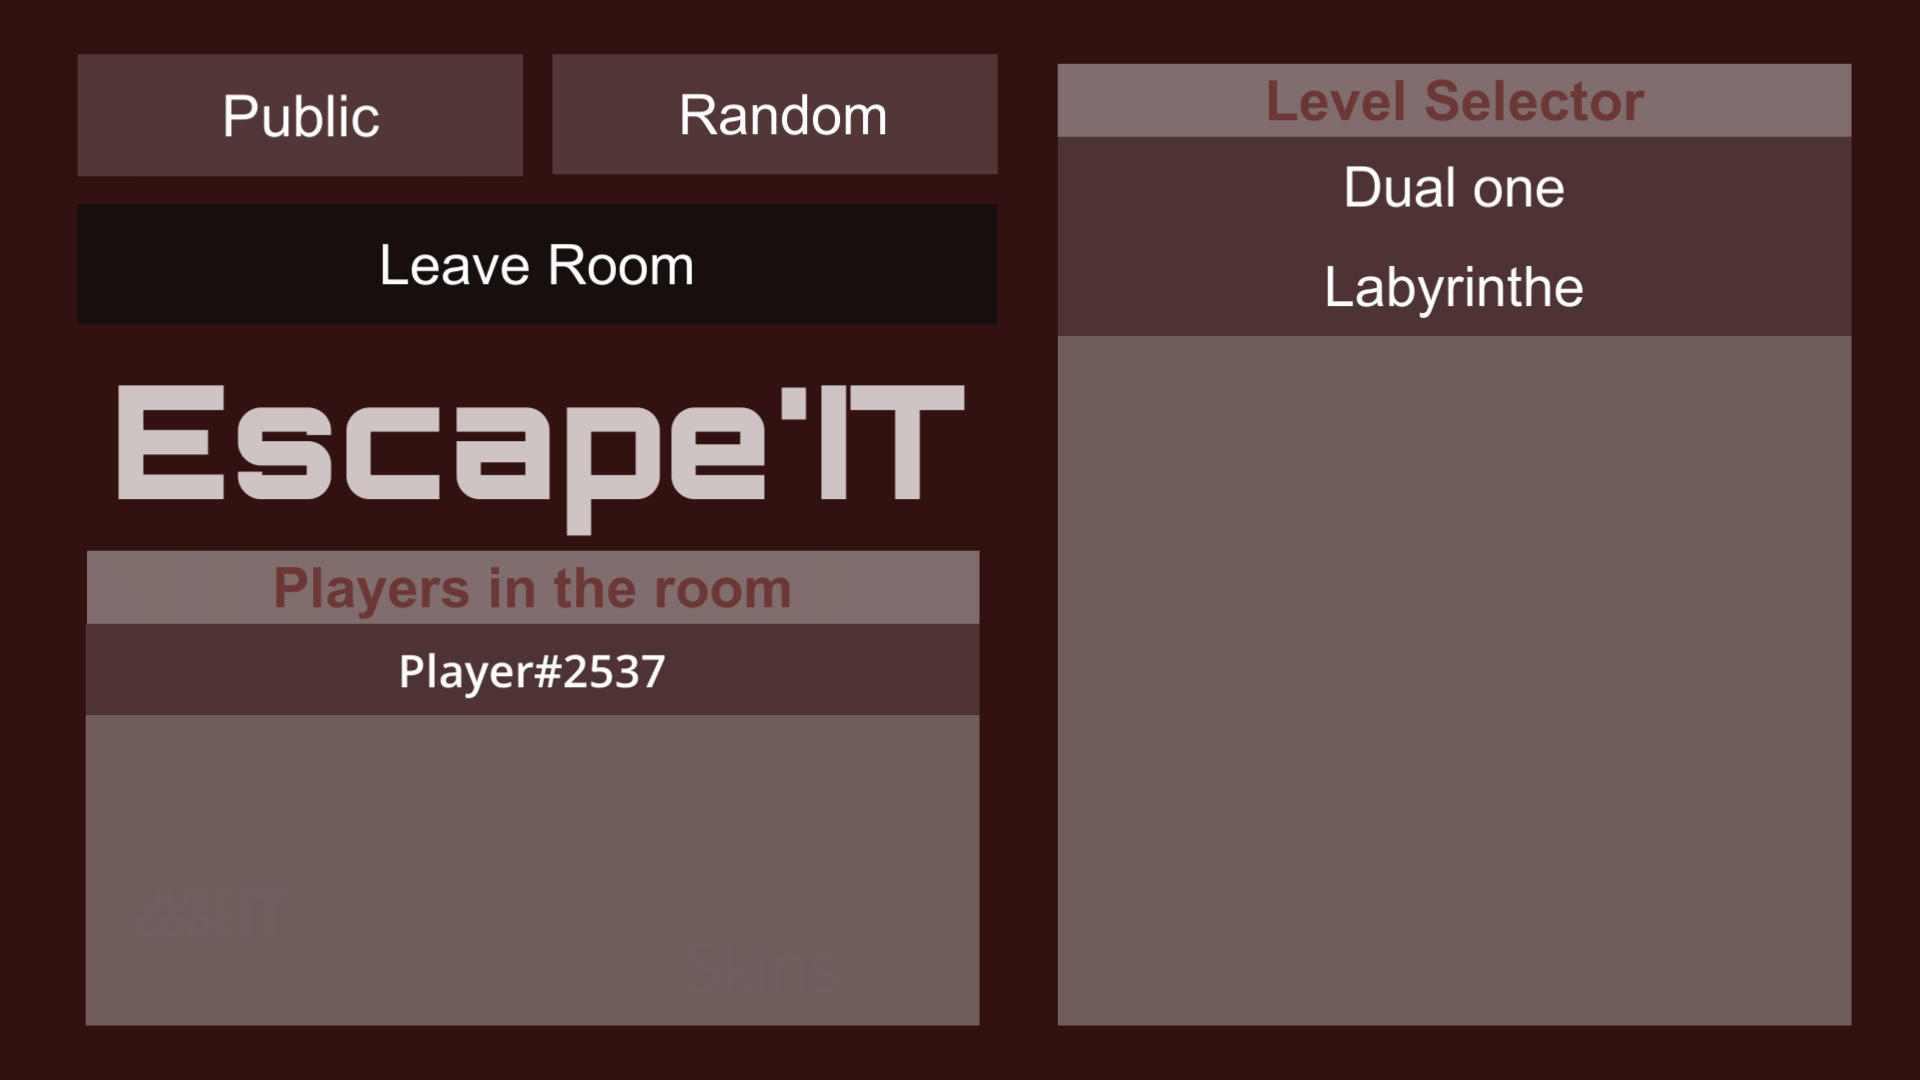 Public
Random
Leave Room
Escape'IT
Players in the room
Player#2537
Level Selector
Dual one
Labyrinthe